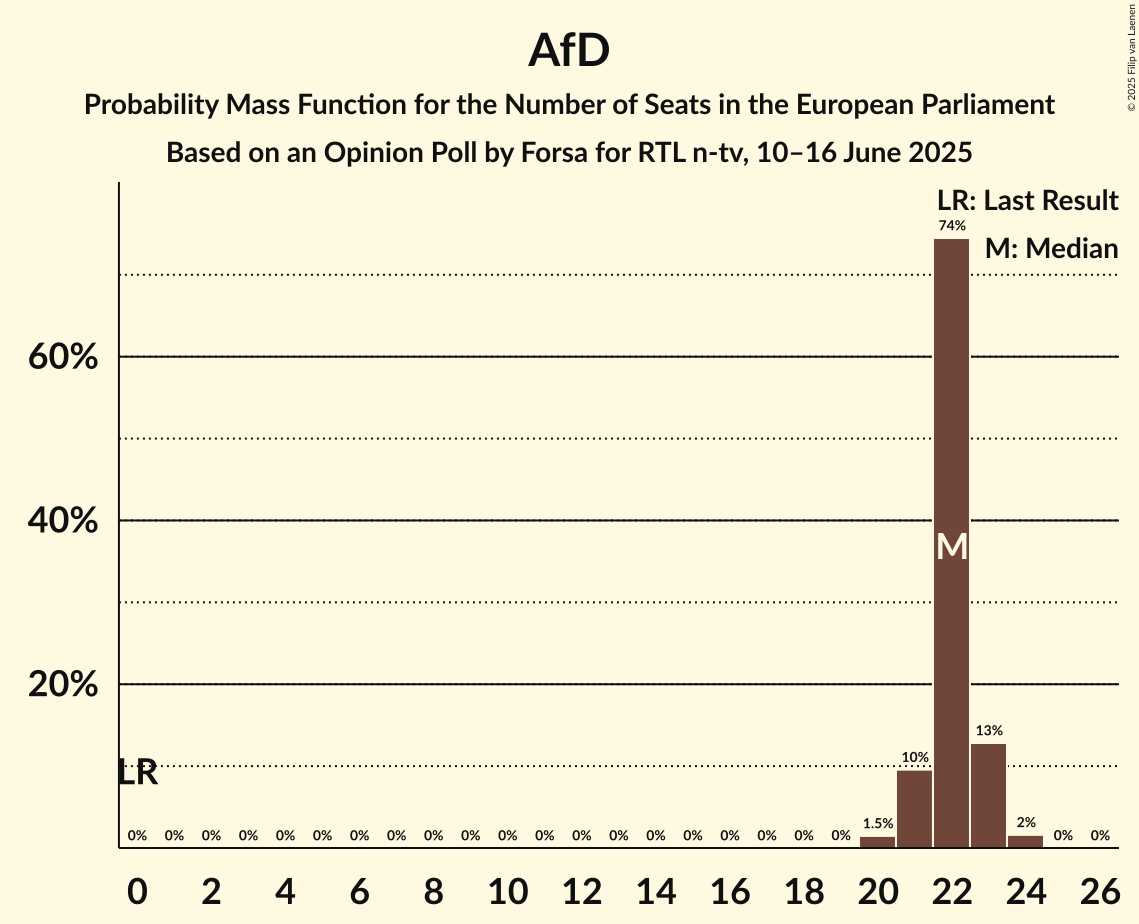 AfD
Probability Mass Function for the Number of Seats in the European Parliament
Based on an Opinion Poll by Forsa for RTL n-tv, 10–16 June 2025
© 2025 Filip van Laenen
LR: Last Result
M: Median
74%
60%
40%
M
20%
LR
0% 0% 0% 0% 0% 0% 0% 0% 0% 0% 0% 0% 0% 0% 0% 0% 0% 0% 0% 0% 1.5% 10% 13% 2% 0% 0%
0 2 4 6 8 10 12 14 16 18 20 22 24 26